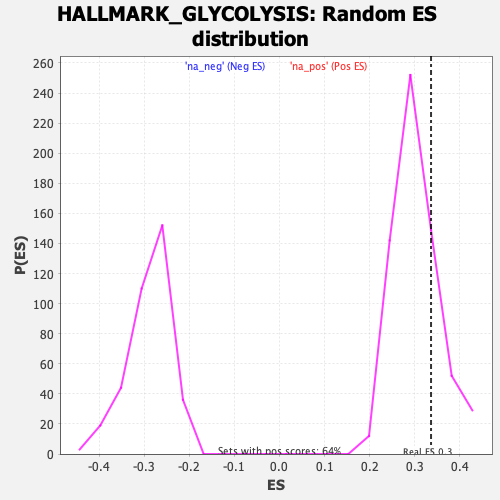 HALLMARK_GLYCOLYSIS: Random ES
distribution
'na_neg' (Neg ES)
'na_pos' (Pos ES)
260
240
220
200
180
160
140
120
100
80
60
40
20
0
P(ES)
Sets with pos scores: 64%
Real ES 0.3
-0.4 -0.3 -0.2 -0.1 0.0 0.1 0.2 0.3 0.4
ES